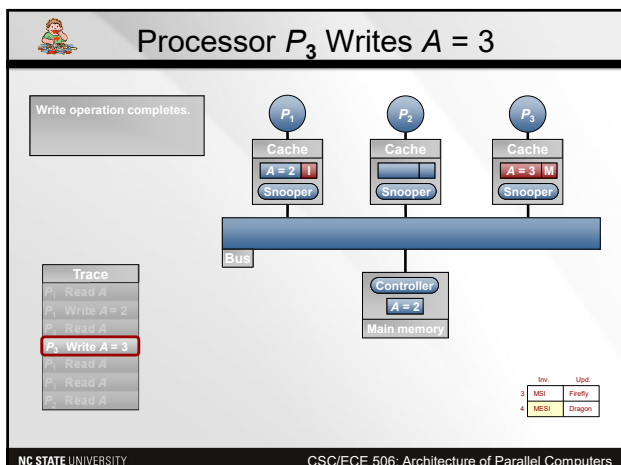 Processor P3 Writes A = 3
Write operation completes.
P1
P2
P3
Cache
Cache
Cache
A = 2 I
A = 3 M
Snooper
Snooper
Snooper
Bus
Trace
P1 Read A
P1 Write A = 2
P1 Read A
P3 Write A = 3
P1 Read A
P1 Read A
P2 Read A
Controller
A = 2
Main memory
Inv. Upd.
3 MSI Firefly
4 MESI Dragon
NC STATE UNIVERSITY
CSC/ECE 506: Architecture of Parallel Computers